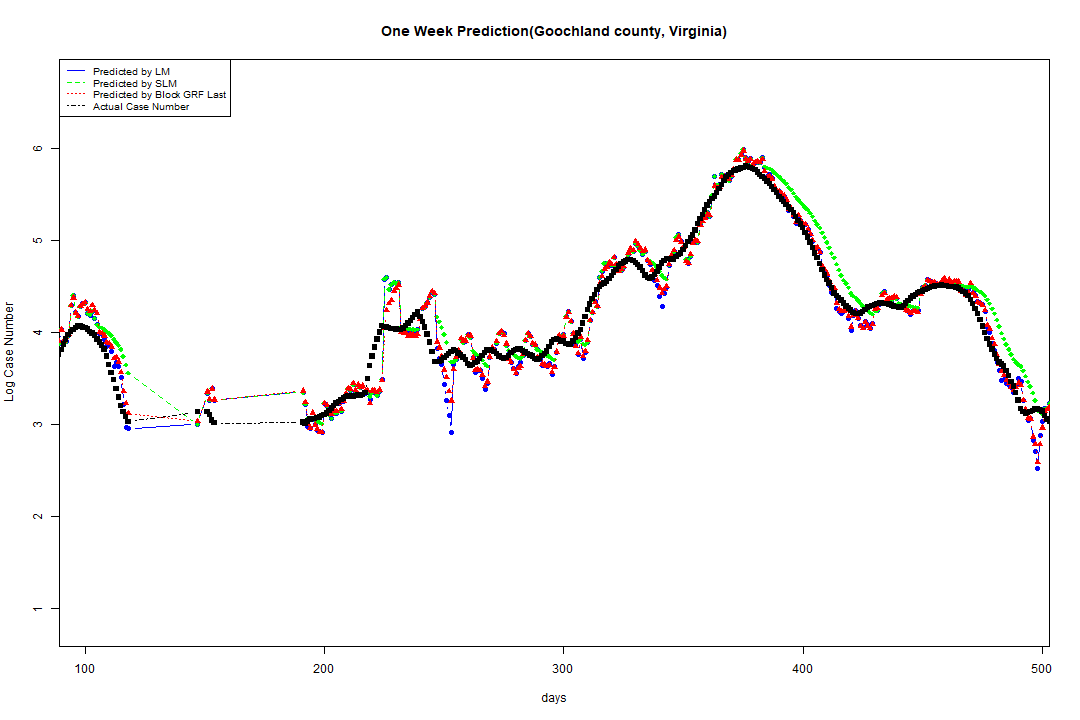 One Week Prediction(Goochland county, Virginia)
Predicted by LM
Predicted by SLM
Predicted by Block GRF Last
Actual Case Number
6
5
4
3
2
1
Log Case Number
100 200 300 400 500
days